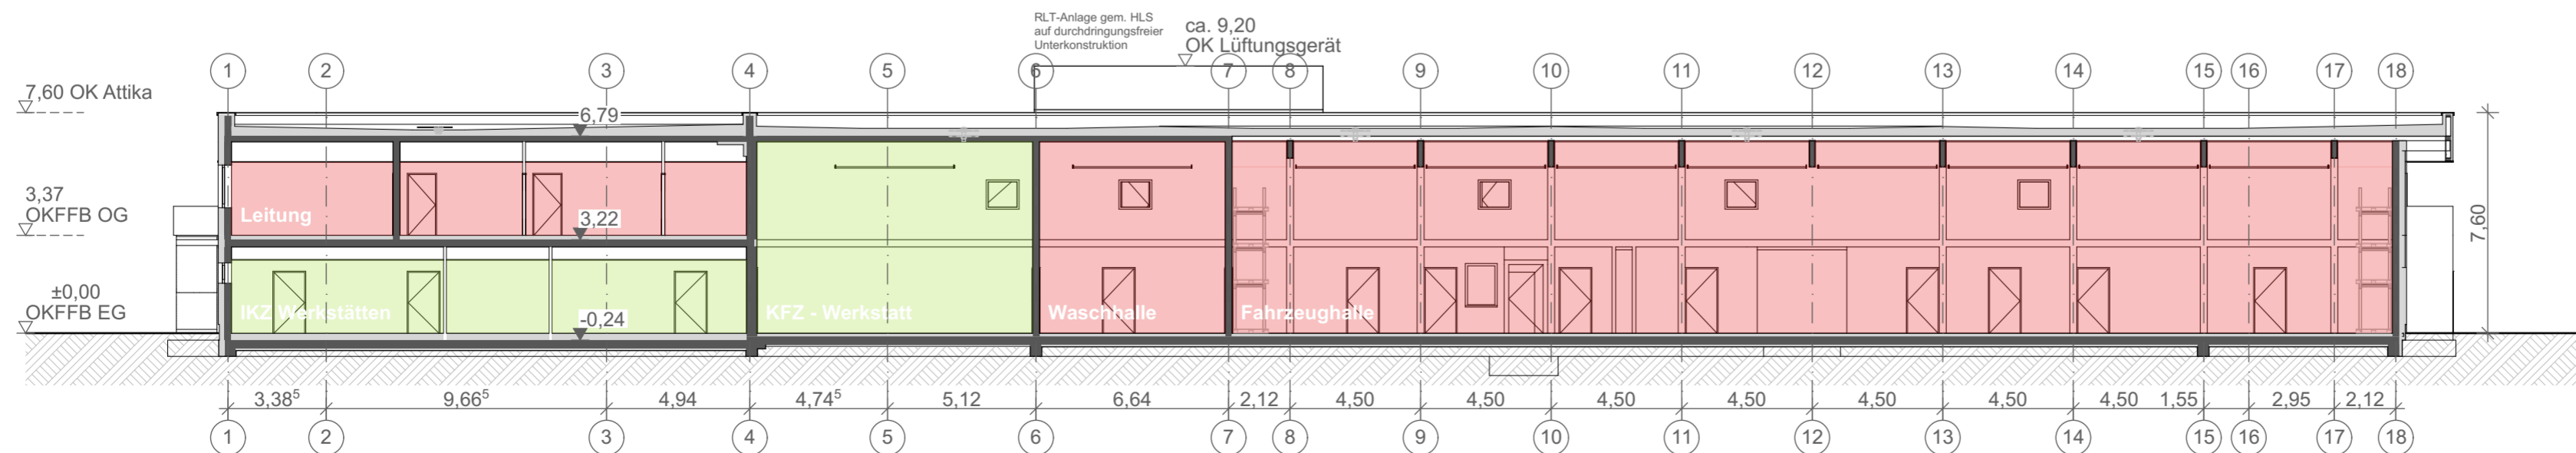 RLT-Anlage gem. HLS
auf durchdringungsfreier
Unterkonstruktion
ca. 9,20
OK Lüftungsgerät
1 2 3 4 5 6 7 8 9 10 11 12 13 14 15 16 17 18
7,60 OK Attika
6,79
3,37
OKFFB OG
Leitung
3,22
7,60
±0,00
OKFFB EG
IKZ Werkstätten
-0,24
KFZ - Werkstatt
Waschhalle
Fahrzeughalle
3,38⁵ 9,66⁵ 4,94 4,74⁵ 5,12 6,64 2,12 4,50 4,50 4,50 4,50 4,50 4,50 4,50 1,55 2,95 2,12
1 2 3 4 5 6 7 8 9 10 11 12 13 14 15 16 17 18